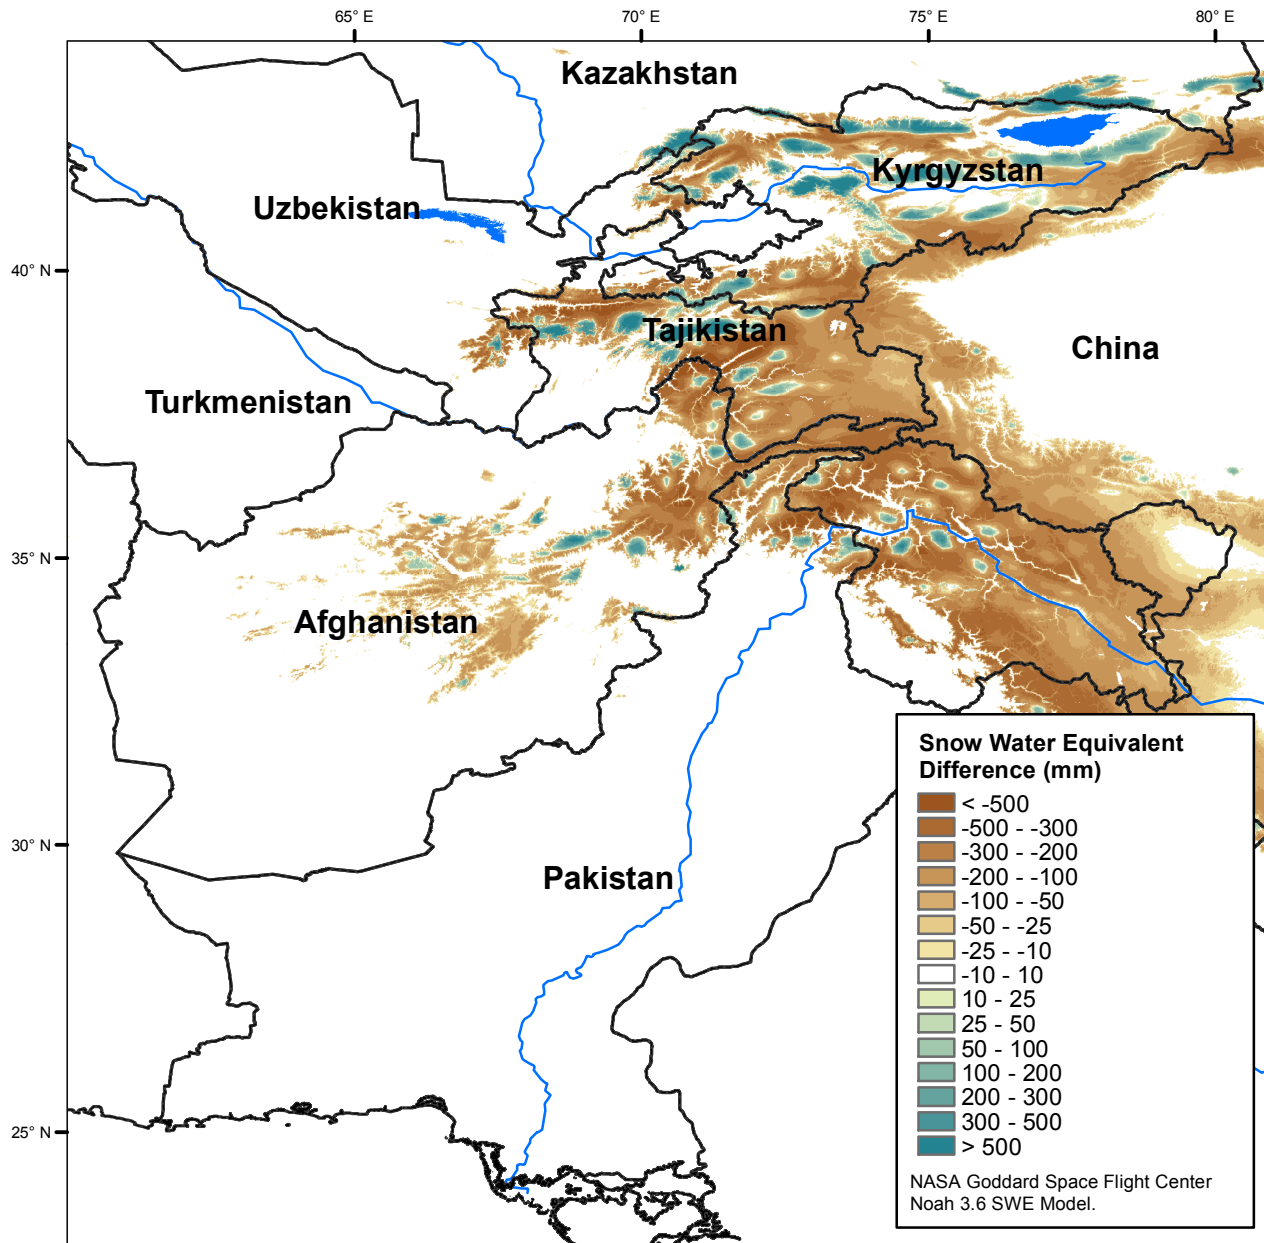 65° E
70° E
75° E
80° E
Kazakhstan
Kyrgyzstan
Uzbekistan
40° N
Tajikistan
China
Turkmenistan
35° N
Afghanistan
Snow Water Equivalent
Difference (mm)
< -500
-500 - -300
-300 - -200
-200 - -100
-100 - -50
-50 - -25
-25 - -10
-10 - 10
10 - 25
25 - 50
50 - 100
100 - 200
200 - 300
300 - 500
> 500
30° N
Pakistan
25° N
NASA Goddard Space Flight Center
Noah 3.6 SWE Model.